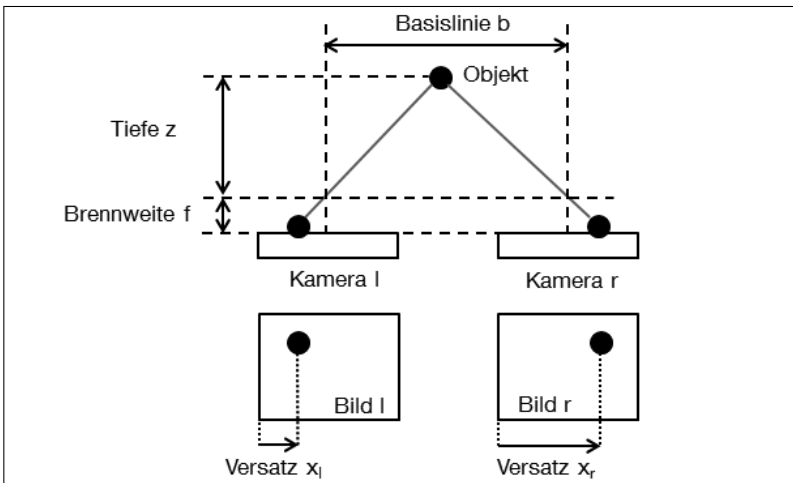 Basislinie b
Objekt
Tiefe z
Brennweite f
Kamera l
Kamera r
Bild l
Bild r
Versatz xₗ
Versatz xᵣ